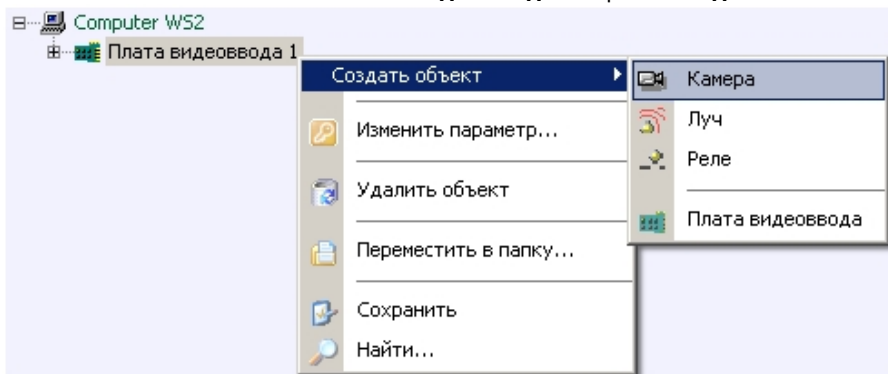 Computer WS2
Плата видеоввода 1
Создать объект
Изменить параметр...
Удалить объект
Переместить в папку...
Сохранить
Найти...
Камера
Луч
Реле
Плата видеоввода